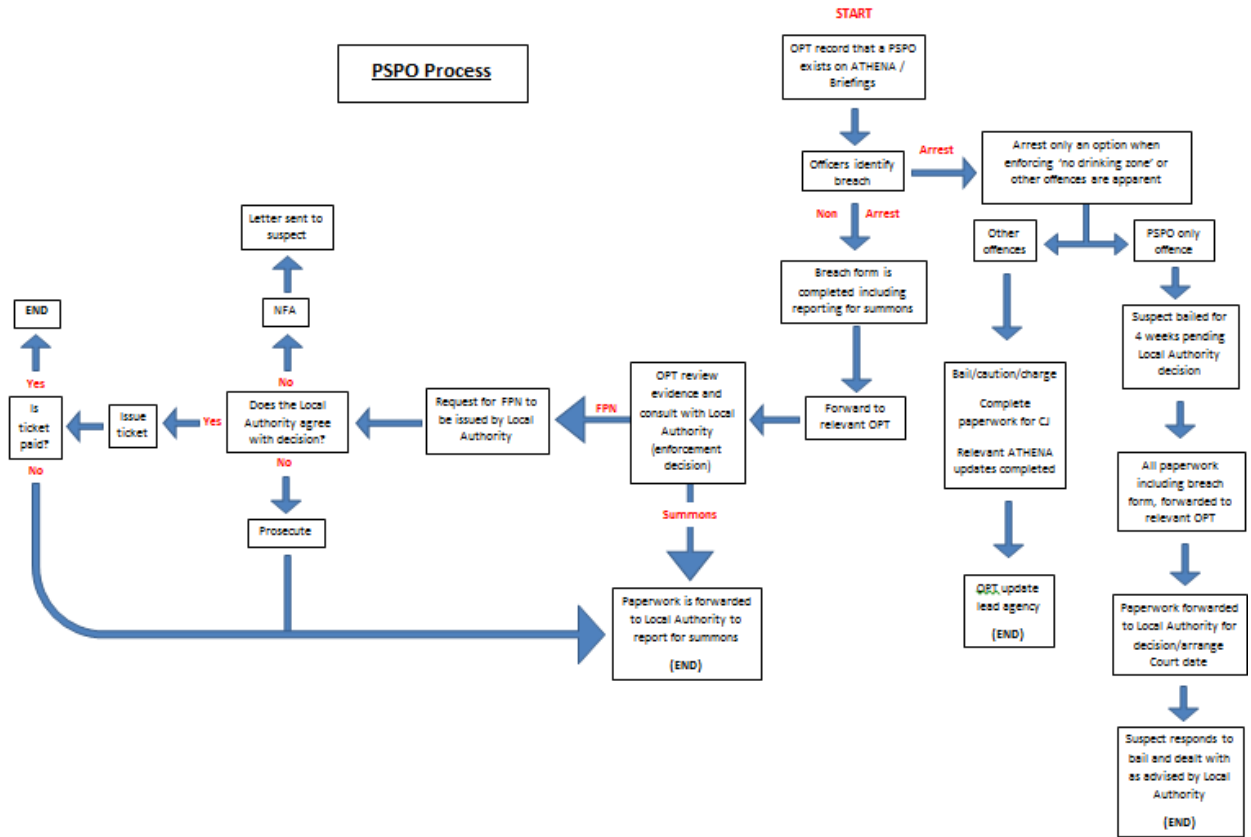 START
PSPO Process
OPT record that a PSPO
exists on ATHENA /
Briefings
Officers identify
breach
Arrest
Arrest only an option when
enforcing 'no drinking zone' or
other offences are apparent
Non Arrest
Other
offences
PSPO only
offence
Breach form is
completed including
reporting for summons
Forward to
relevant OPT
OPT review
evidence and
consult with Local
Authority
(enforcement
decision)
FPN
Request for FPN to
be issued by Local
Authority
Does the Local
Authority agree
with decision?
No
NFA
Letter sent to
suspect
Yes
Issue
ticket
Is
ticket
paid?
Yes
END
No
No
Prosecute
Summons
Paperwork is forwarded
to Local Authority to
report for summons
(END)
Bail/caution/charge
Complete
paperwork for CJ
Relevant ATHENA
updates completed
OPT update
lead agency
(END)
Suspect bailed for
4 weeks pending
Local Authority
decision
All paperwork
including breach
form, forwarded to
relevant OPT
Paperwork forwarded
to Local Authority for
decision/arrange
Court date
Suspect responds to
bail and dealt with
as advised by Local
Authority
(END)